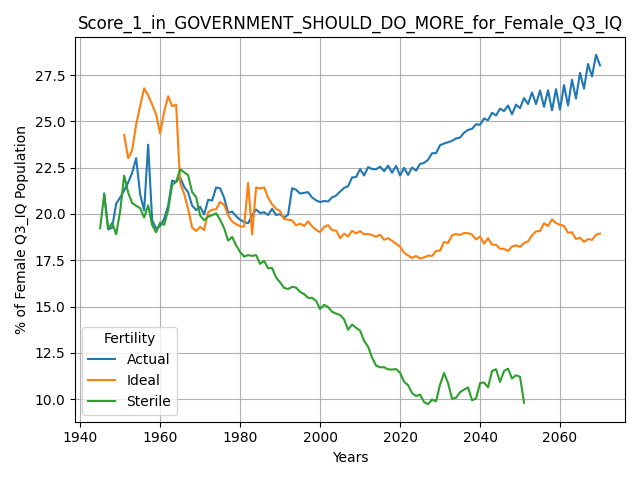 Score_1_in_GOVERNMENT_SHOULD_DO_MORE_for_Female_Q3_IQ
% of Female Q3_IQ Population
27.5
25.0
22.5
20.0
17.5
15.0
12.5
10.0
Fertility
Actual
Ideal
Sterile
1940 1960 1980 2000 2020 2040 2060
Years